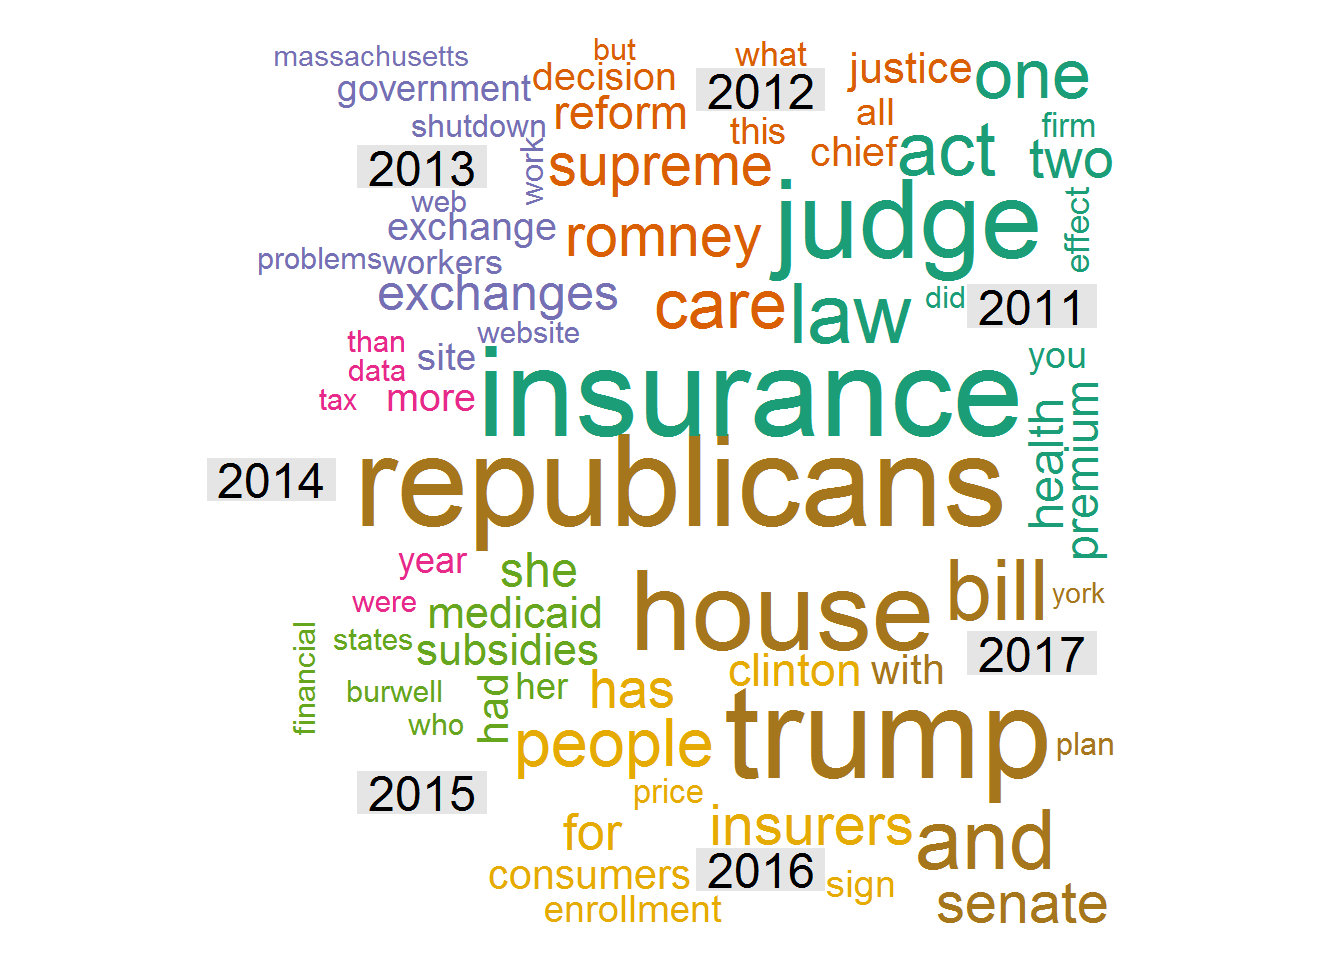 massachusetts
but
what
justice
one
government
decision
2012
reform
all
firm
shutdown
this
chief
act
two
2013
work
supreme
judge
web
exchange
romney
effect
problems
workers
exchanges
care
law
did
2011
than
website
data
site
you
tax
more
insurance
health
premium
2014
republicans
year
she
house
bill
york
were
medicaid
states
subsidies
2017
financial
clinton
with
burwell
her
has
who
had
people
trump
plan
2015
price
for
insurers
and
consumers
2016
sign
enrollment
senate